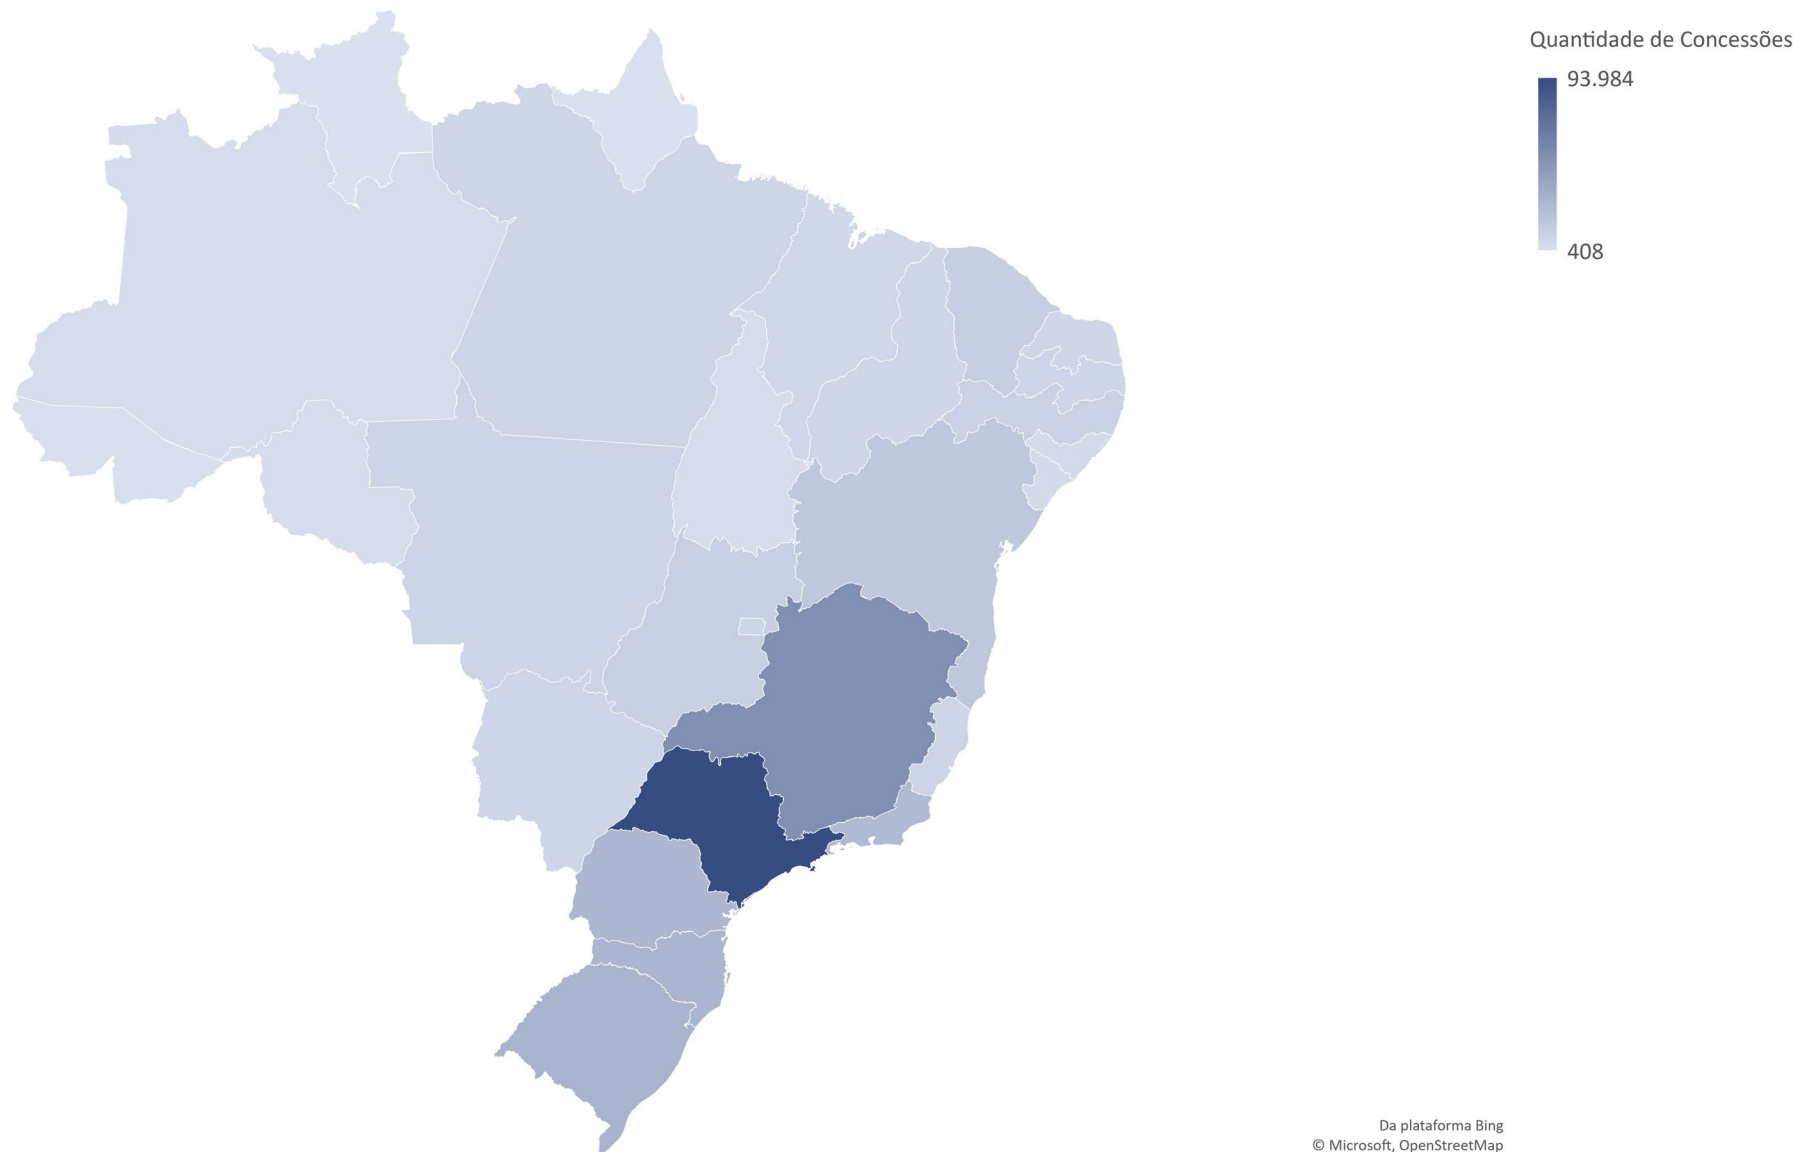 Quantidade de Concessões
93.984
408
Da plataforma Bing
© Microsoft, OpenStreetMap